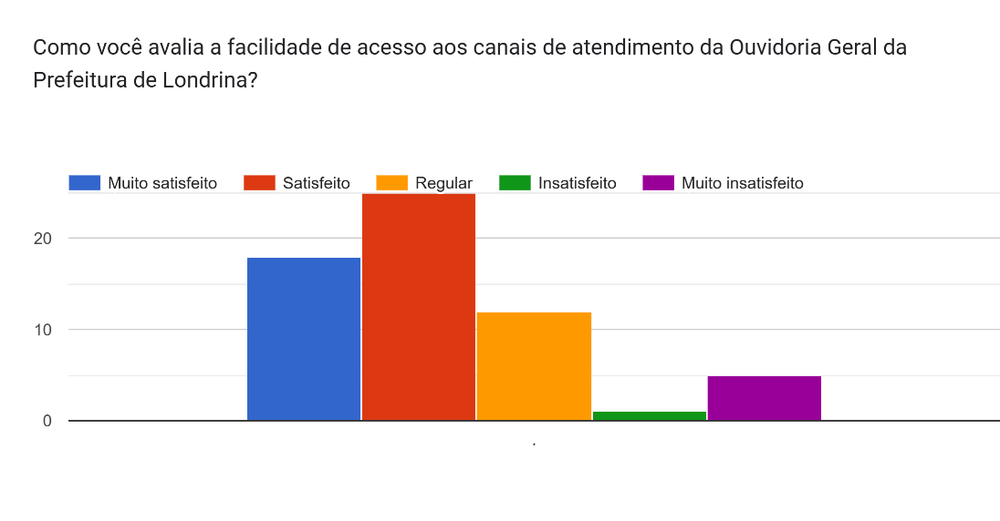 Como você avalia a facilidade de acesso aos canais de atendimento da Ouvidoria Geral da
Prefeitura de Londrina?
Muito satisfeito Satisfeito Regular Insatisfeito Muito insatisfeito
20
10
0
.